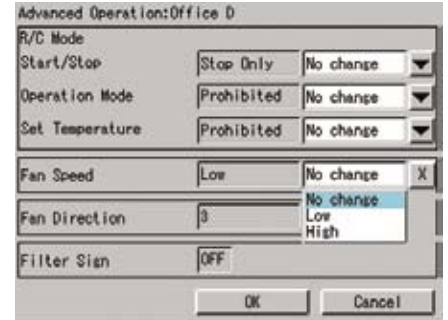 Advanced Operation:Office D
R/C Mode
Start/Stop Stop Only No change
Operation Mode Prohibited No change
Set Temperature Prohibited No change
Fan Speed Low No change X
No change
Low
High
Fan Direction 3
Filter Sign OFF
OK Cancel